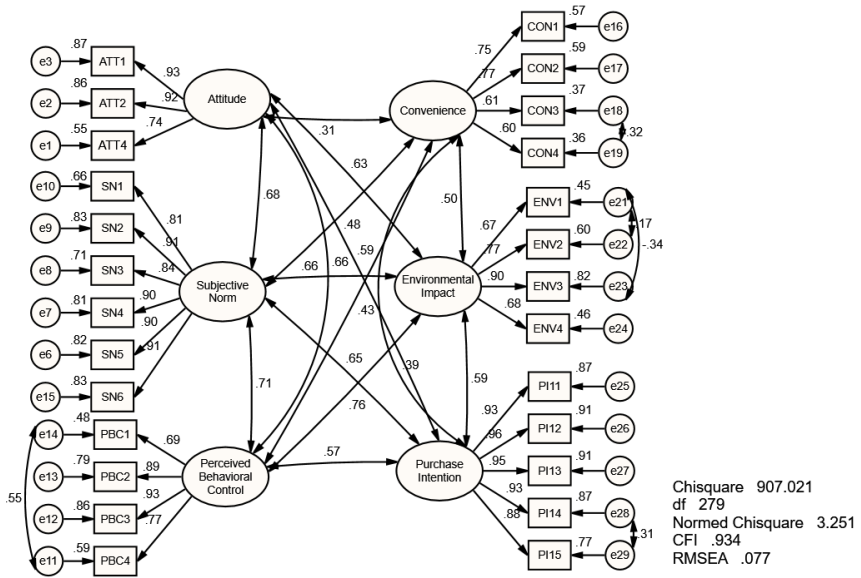 .57
CON1
e16
.75
.59
CON2
e17
.77
.37
CON3
e18
.61
.32
.60
.36
CON4
e19
.87
e3
ATT1
.93
.86
e2
ATT2
.92
.55
e1
ATT4
.74
Attitude
Convenience
.31
.63
.68
.50
.48
.59
.66
.66
.43
.66
e10
SN1
.81
.83
e9
SN2
.91
.71
e8
SN3
.84
.81
e7
SN4
.90
.90
.82
e6
SN5
.91
.83
e15
SN6
Subjective
Norm
Environmental
Impact
.45
ENV1
e21
.67
.17
.60
ENV2
e22
.77
-.34
.90
ENV3
.82
e23
.68
ENV4
.46
e24
.65
.39
.59
.71
.76
.57
.48
e14
PBC1
.69
.79
e13
PBC2
.89
.86
e12
PBC3
.93
.77
.59
e11
PBC4
.55
Perceived
Behavioral
Control
Purchase
Intention
.87
PI11
e25
.93
.91
PI12
e26
.96
.91
PI13
e27
.95
.87
PI14
e28
.93
.31
.88
.77
PI15
e29
Chisquare 907.021
df 279
Normed Chisquare 3.251
CFI .934
RMSEA .077